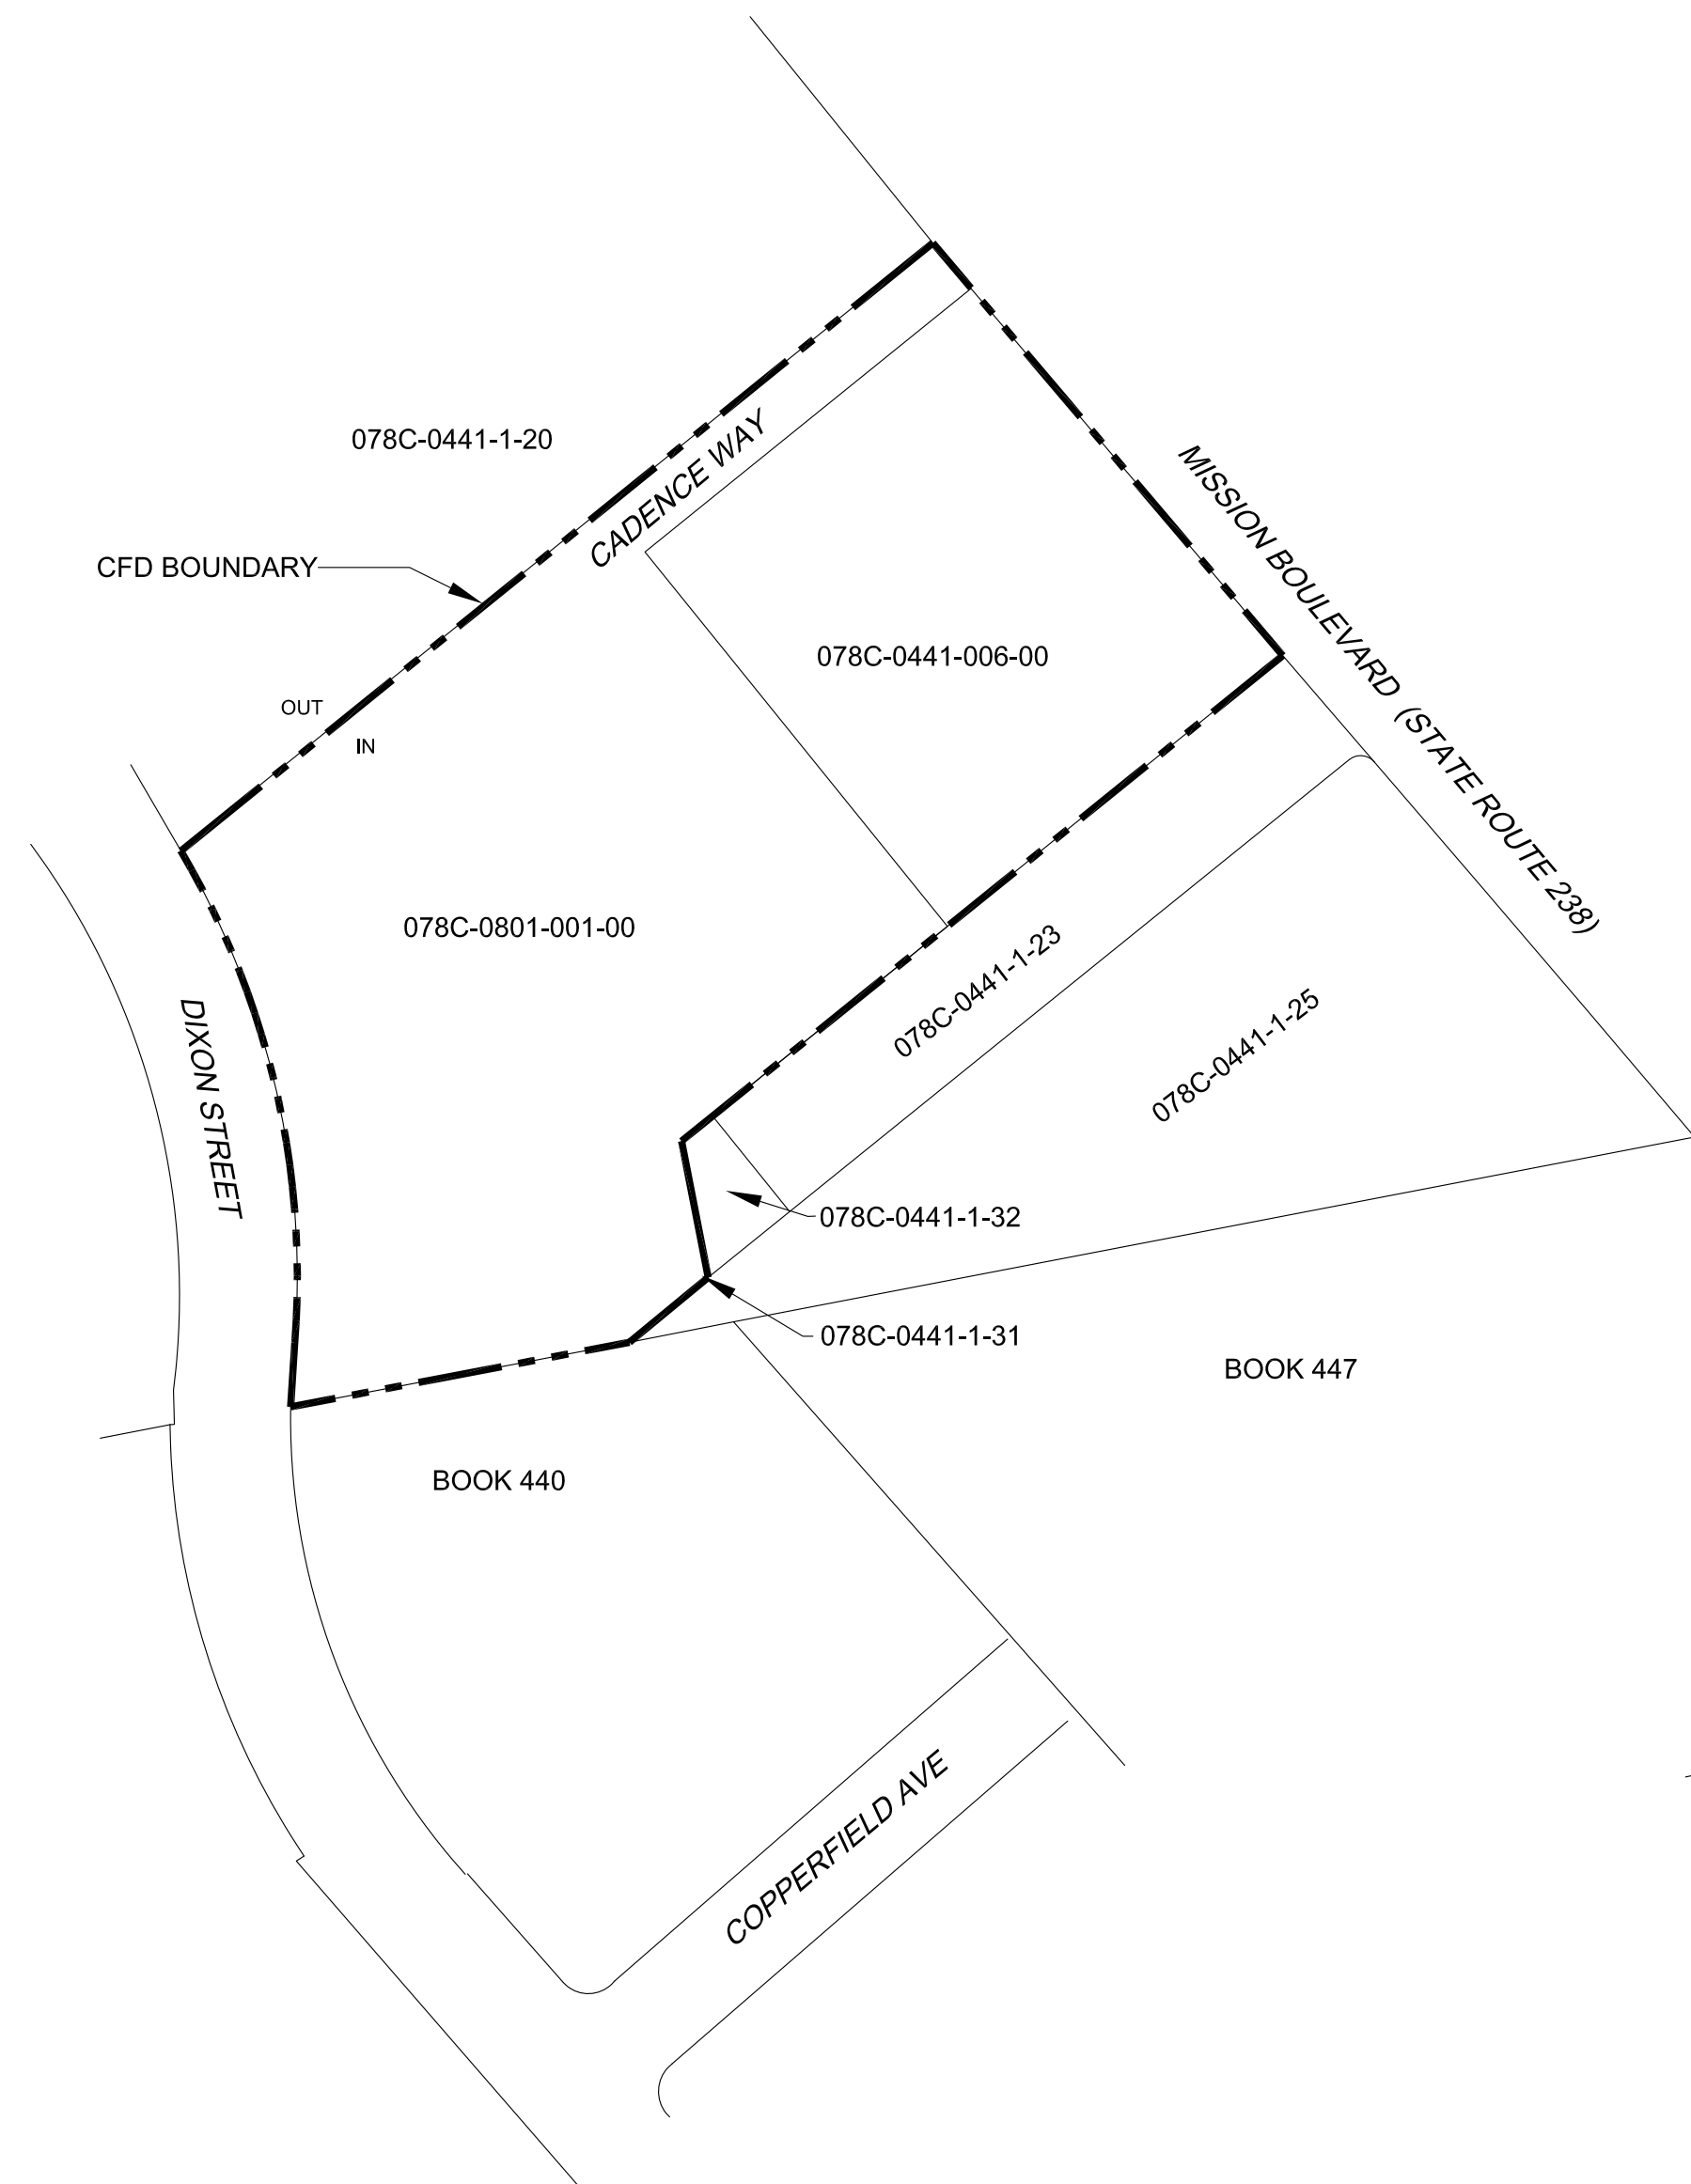 078C-0441-1-20
CADENCE WAY
MISSION BOULEVARD (STATE ROUTE 238)
CFD BOUNDARY
078C-0441-006-00
OUT
IN
078C-0801-001-00
078C-0441-1-23
078C-0441-1-25
DIXON STREET
078C-0441-1-32
078C-0441-1-31
BOOK 447
BOOK 440
COPPERFIELD AVE